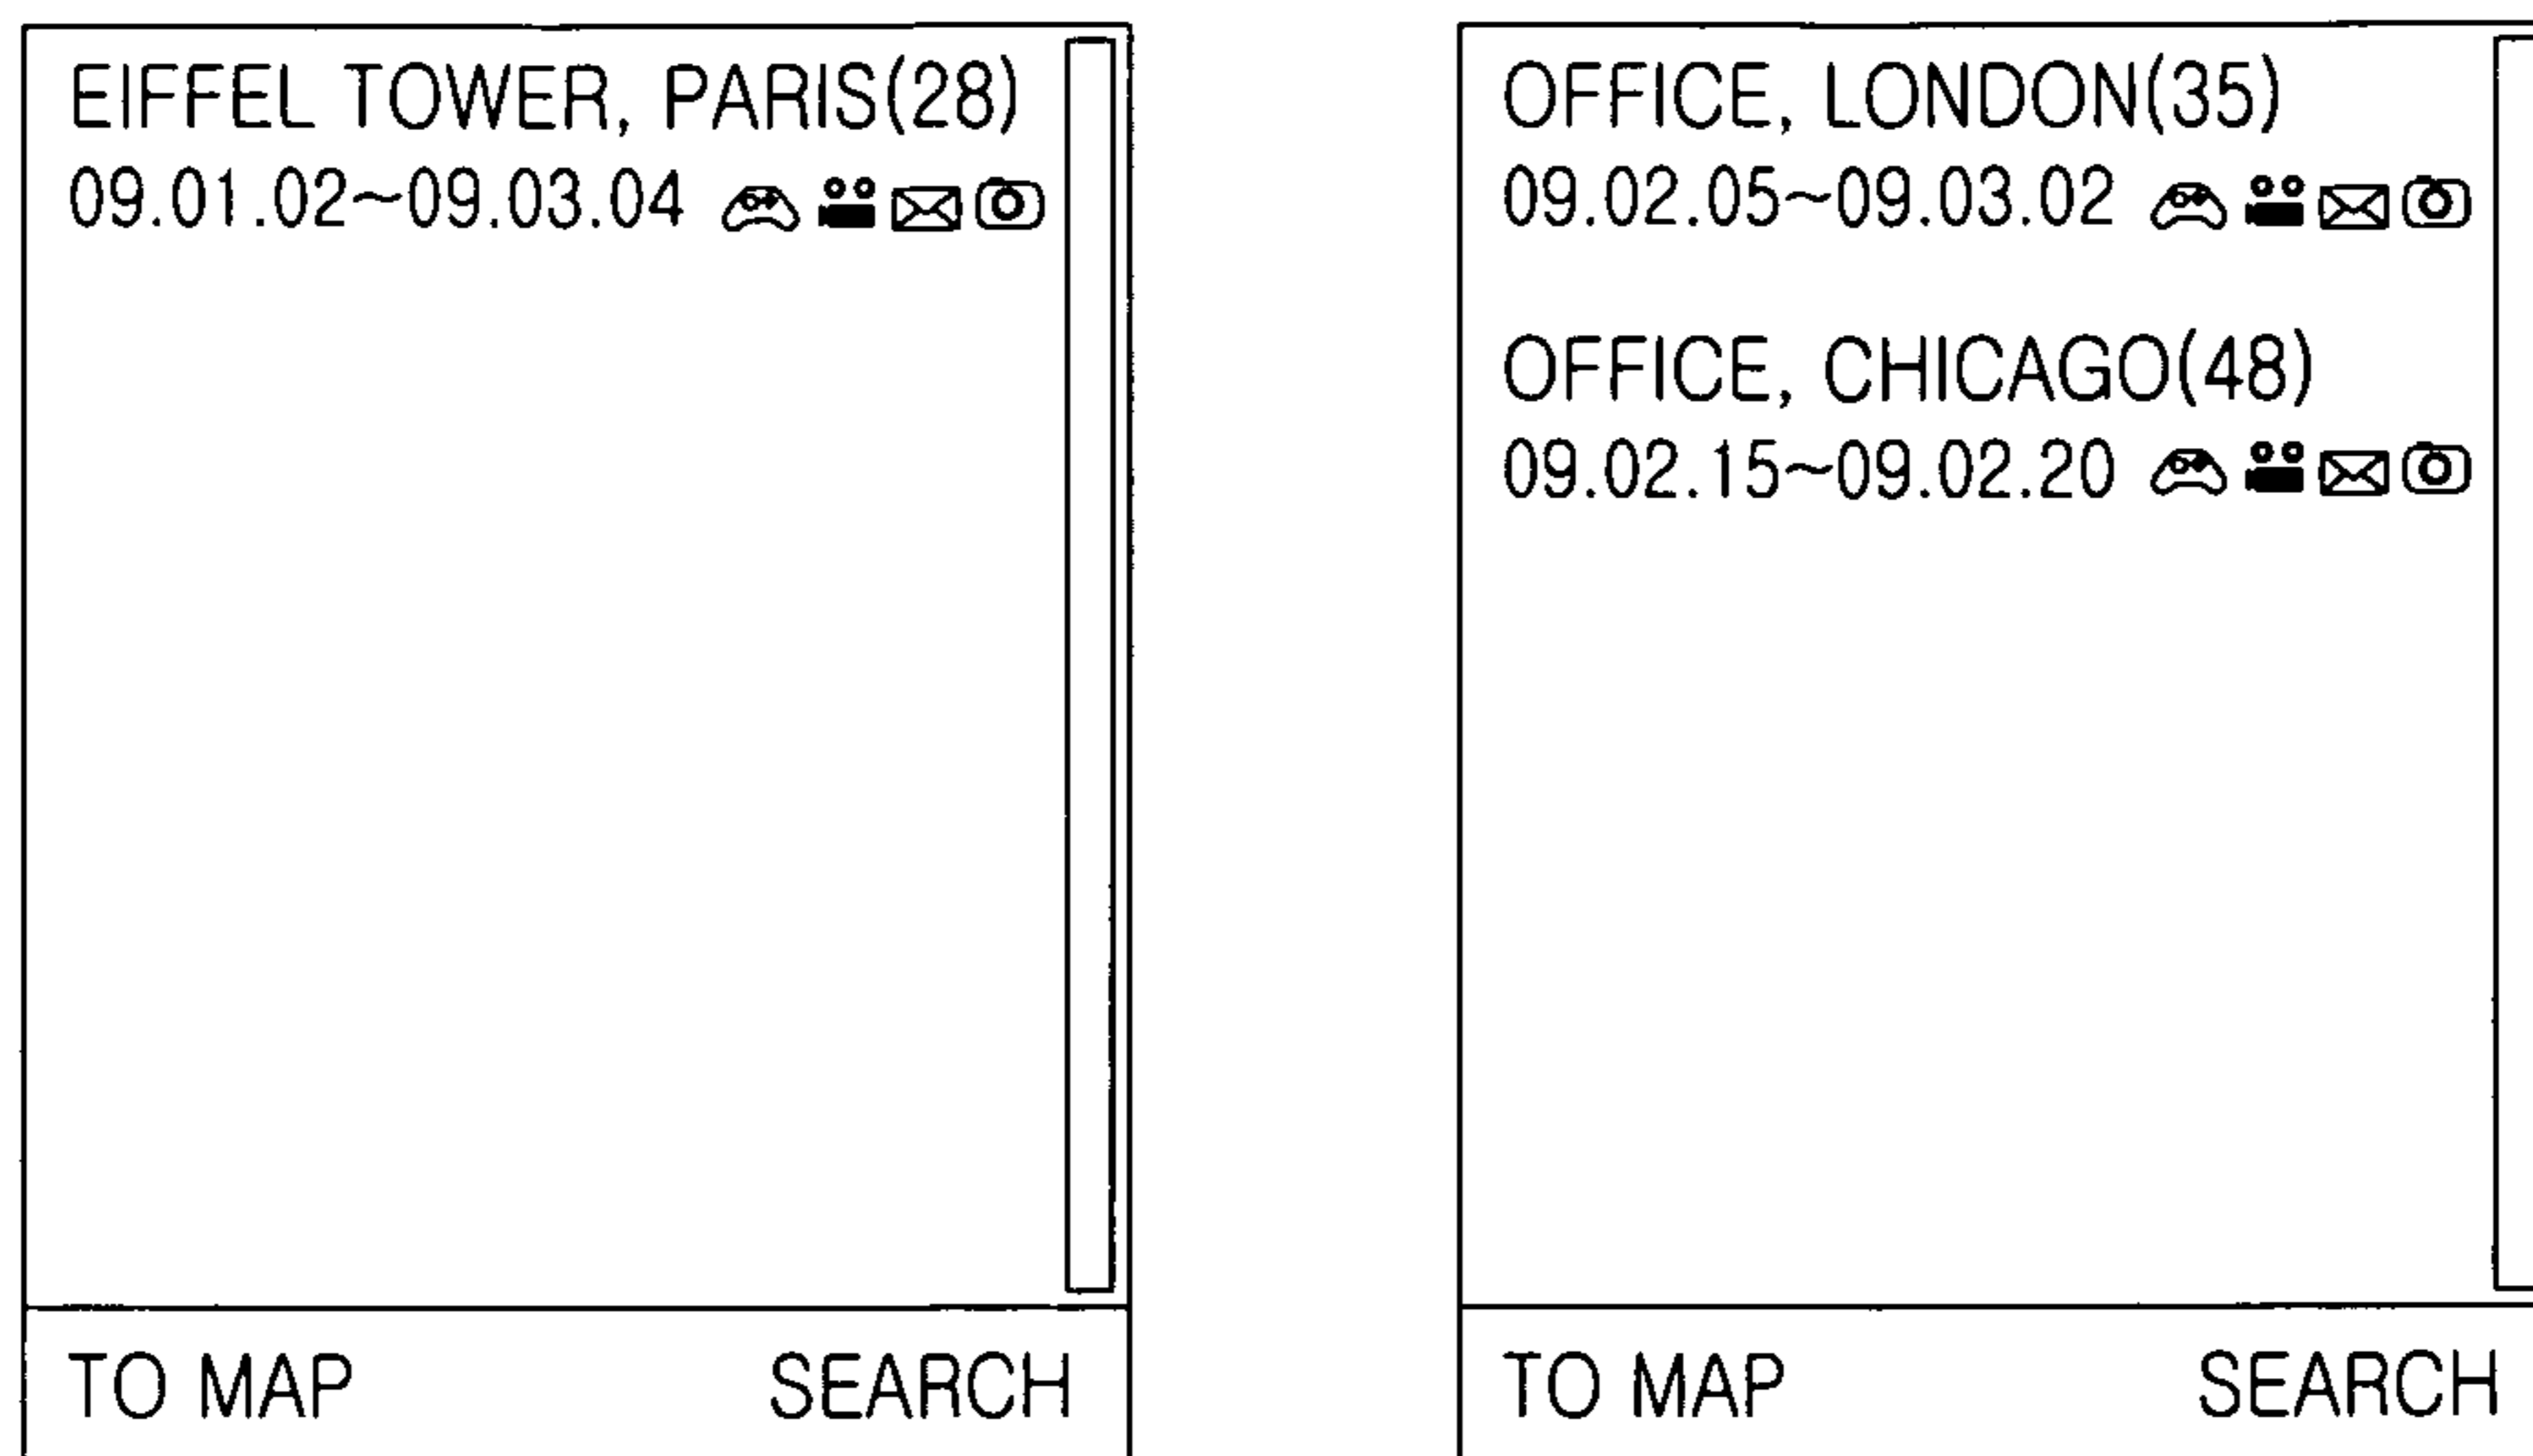 EIFFEL TOWER, PARIS(28)
09.01.02~09.03.04
TO MAP
SEARCH
OFFICE, LONDON(35)
09.02.05~09.03.02
OFFICE, CHICAGO(48)
09.02.15~09.02.20
TO MAP
SEARCH